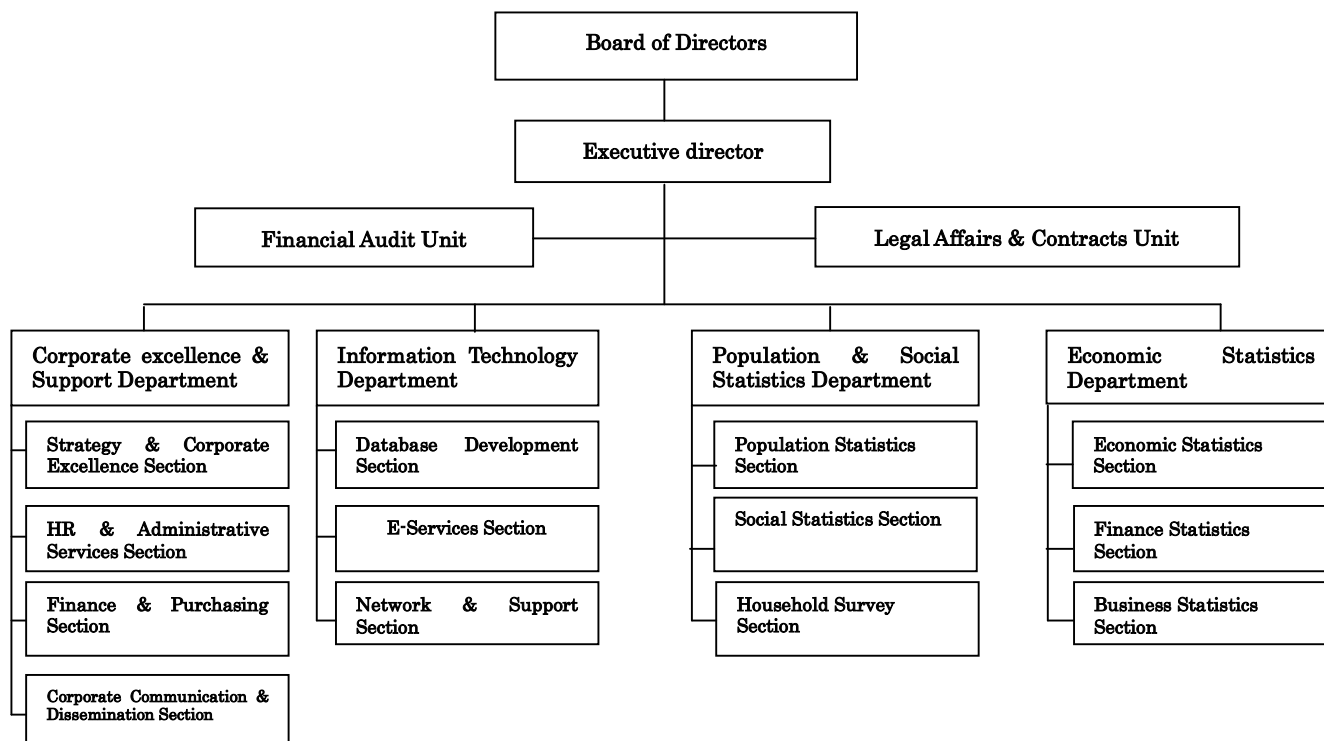 Board of Directors
Executive director
Financial Audit Unit
Legal Affairs & Contracts Unit
Corporate excellence &
Support Department
Information Technology
Department
Population & Social
Statistics Department
Economic Statistics
Department
Strategy & Corporate
Excellence Section
HR & Administrative
Services Section
Finance & Purchasing
Section
Corporate Communication &
Dissemination Section
Database Development
Section
E-Services Section
Network & Support
Section
Population Statistics
Section
Social Statistics Section
Household Survey
Section
Economic Statistics
Section
Finance Statistics
Section
Business Statistics
Section